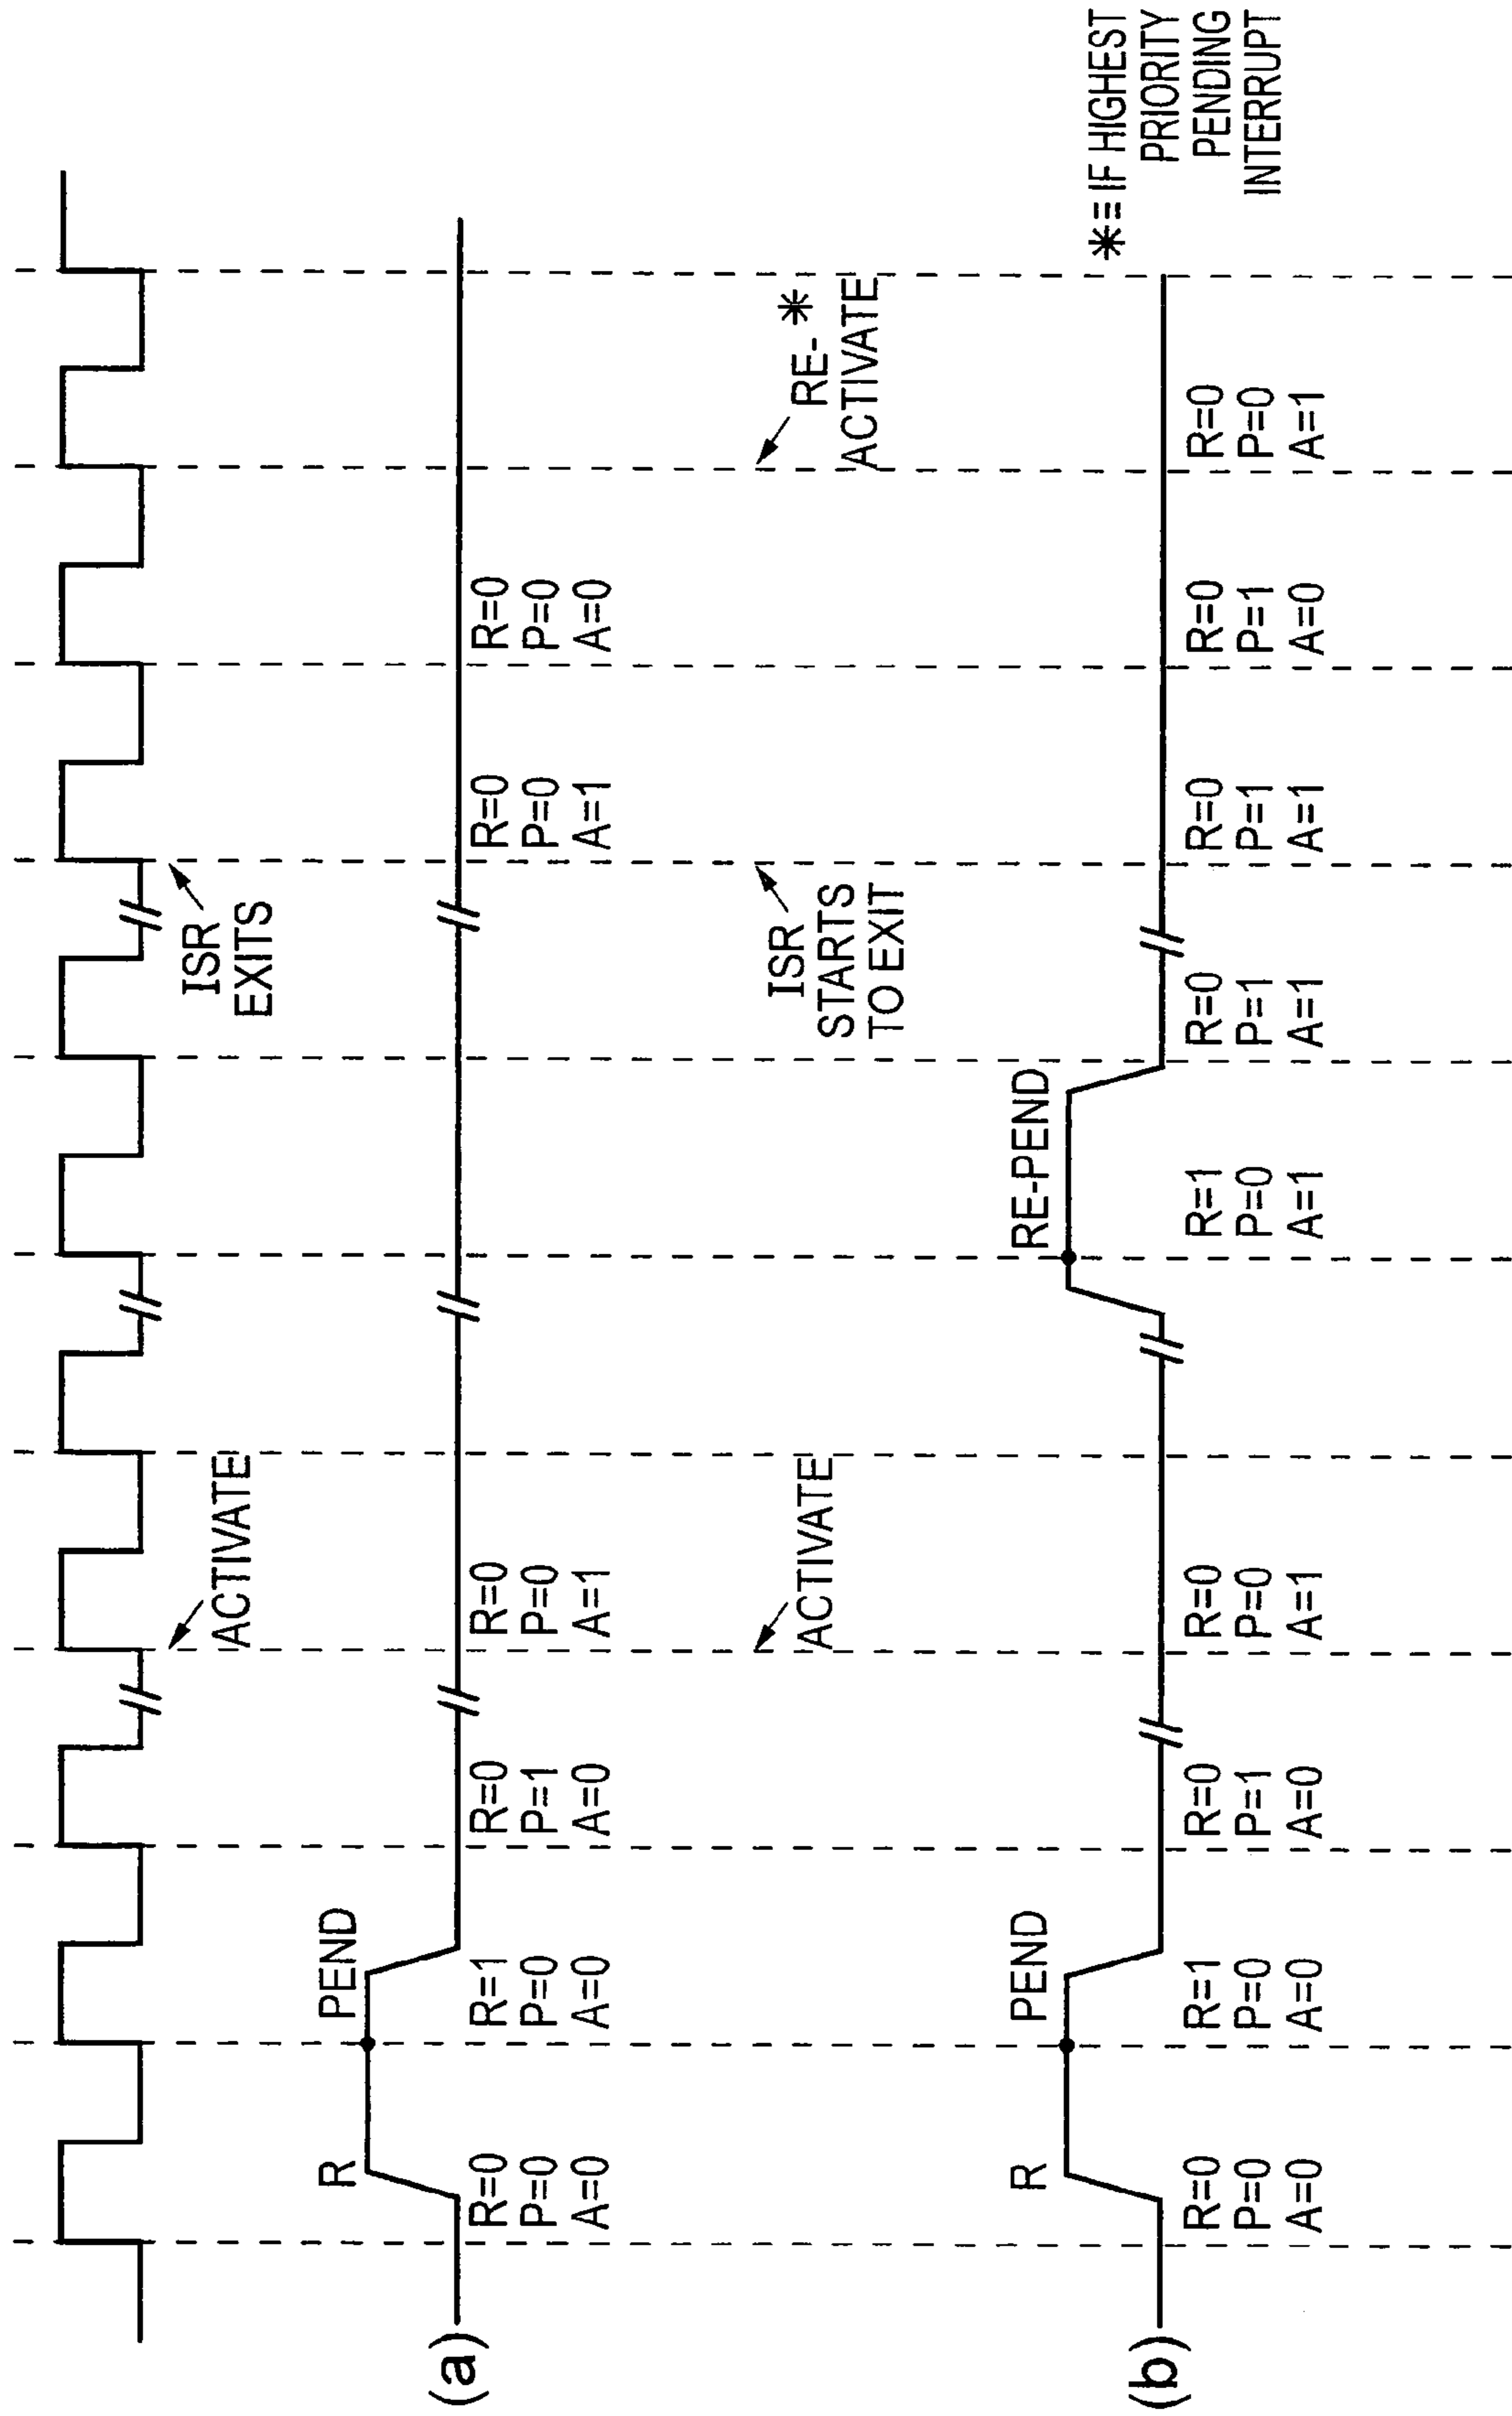 ACTIVATE
ISR
EXITS
(a)
R
PEND
R=0
P=0
A=0
R=1
P=0
A=0
R=0
P=1
A=0
R=0
P=0
A=1
R=0
P=0
A=1
R=0
P=0
A=0
ACTIVATE
ISR
STARTS
TO EXIT
RE-*
ACTIVATE
(b)
R
PEND
RE-PEND
*=IF HIGHEST
PRIORITY
PENDING
INTERRUPT
R=0
P=0
A=0
R=1
P=0
A=0
R=0
P=1
A=0
R=0
P=0
A=1
R=1
P=0
A=1
R=0
P=1
A=1
R=0
P=1
A=1
R=0
P=1
A=0
R=0
P=0
A=1